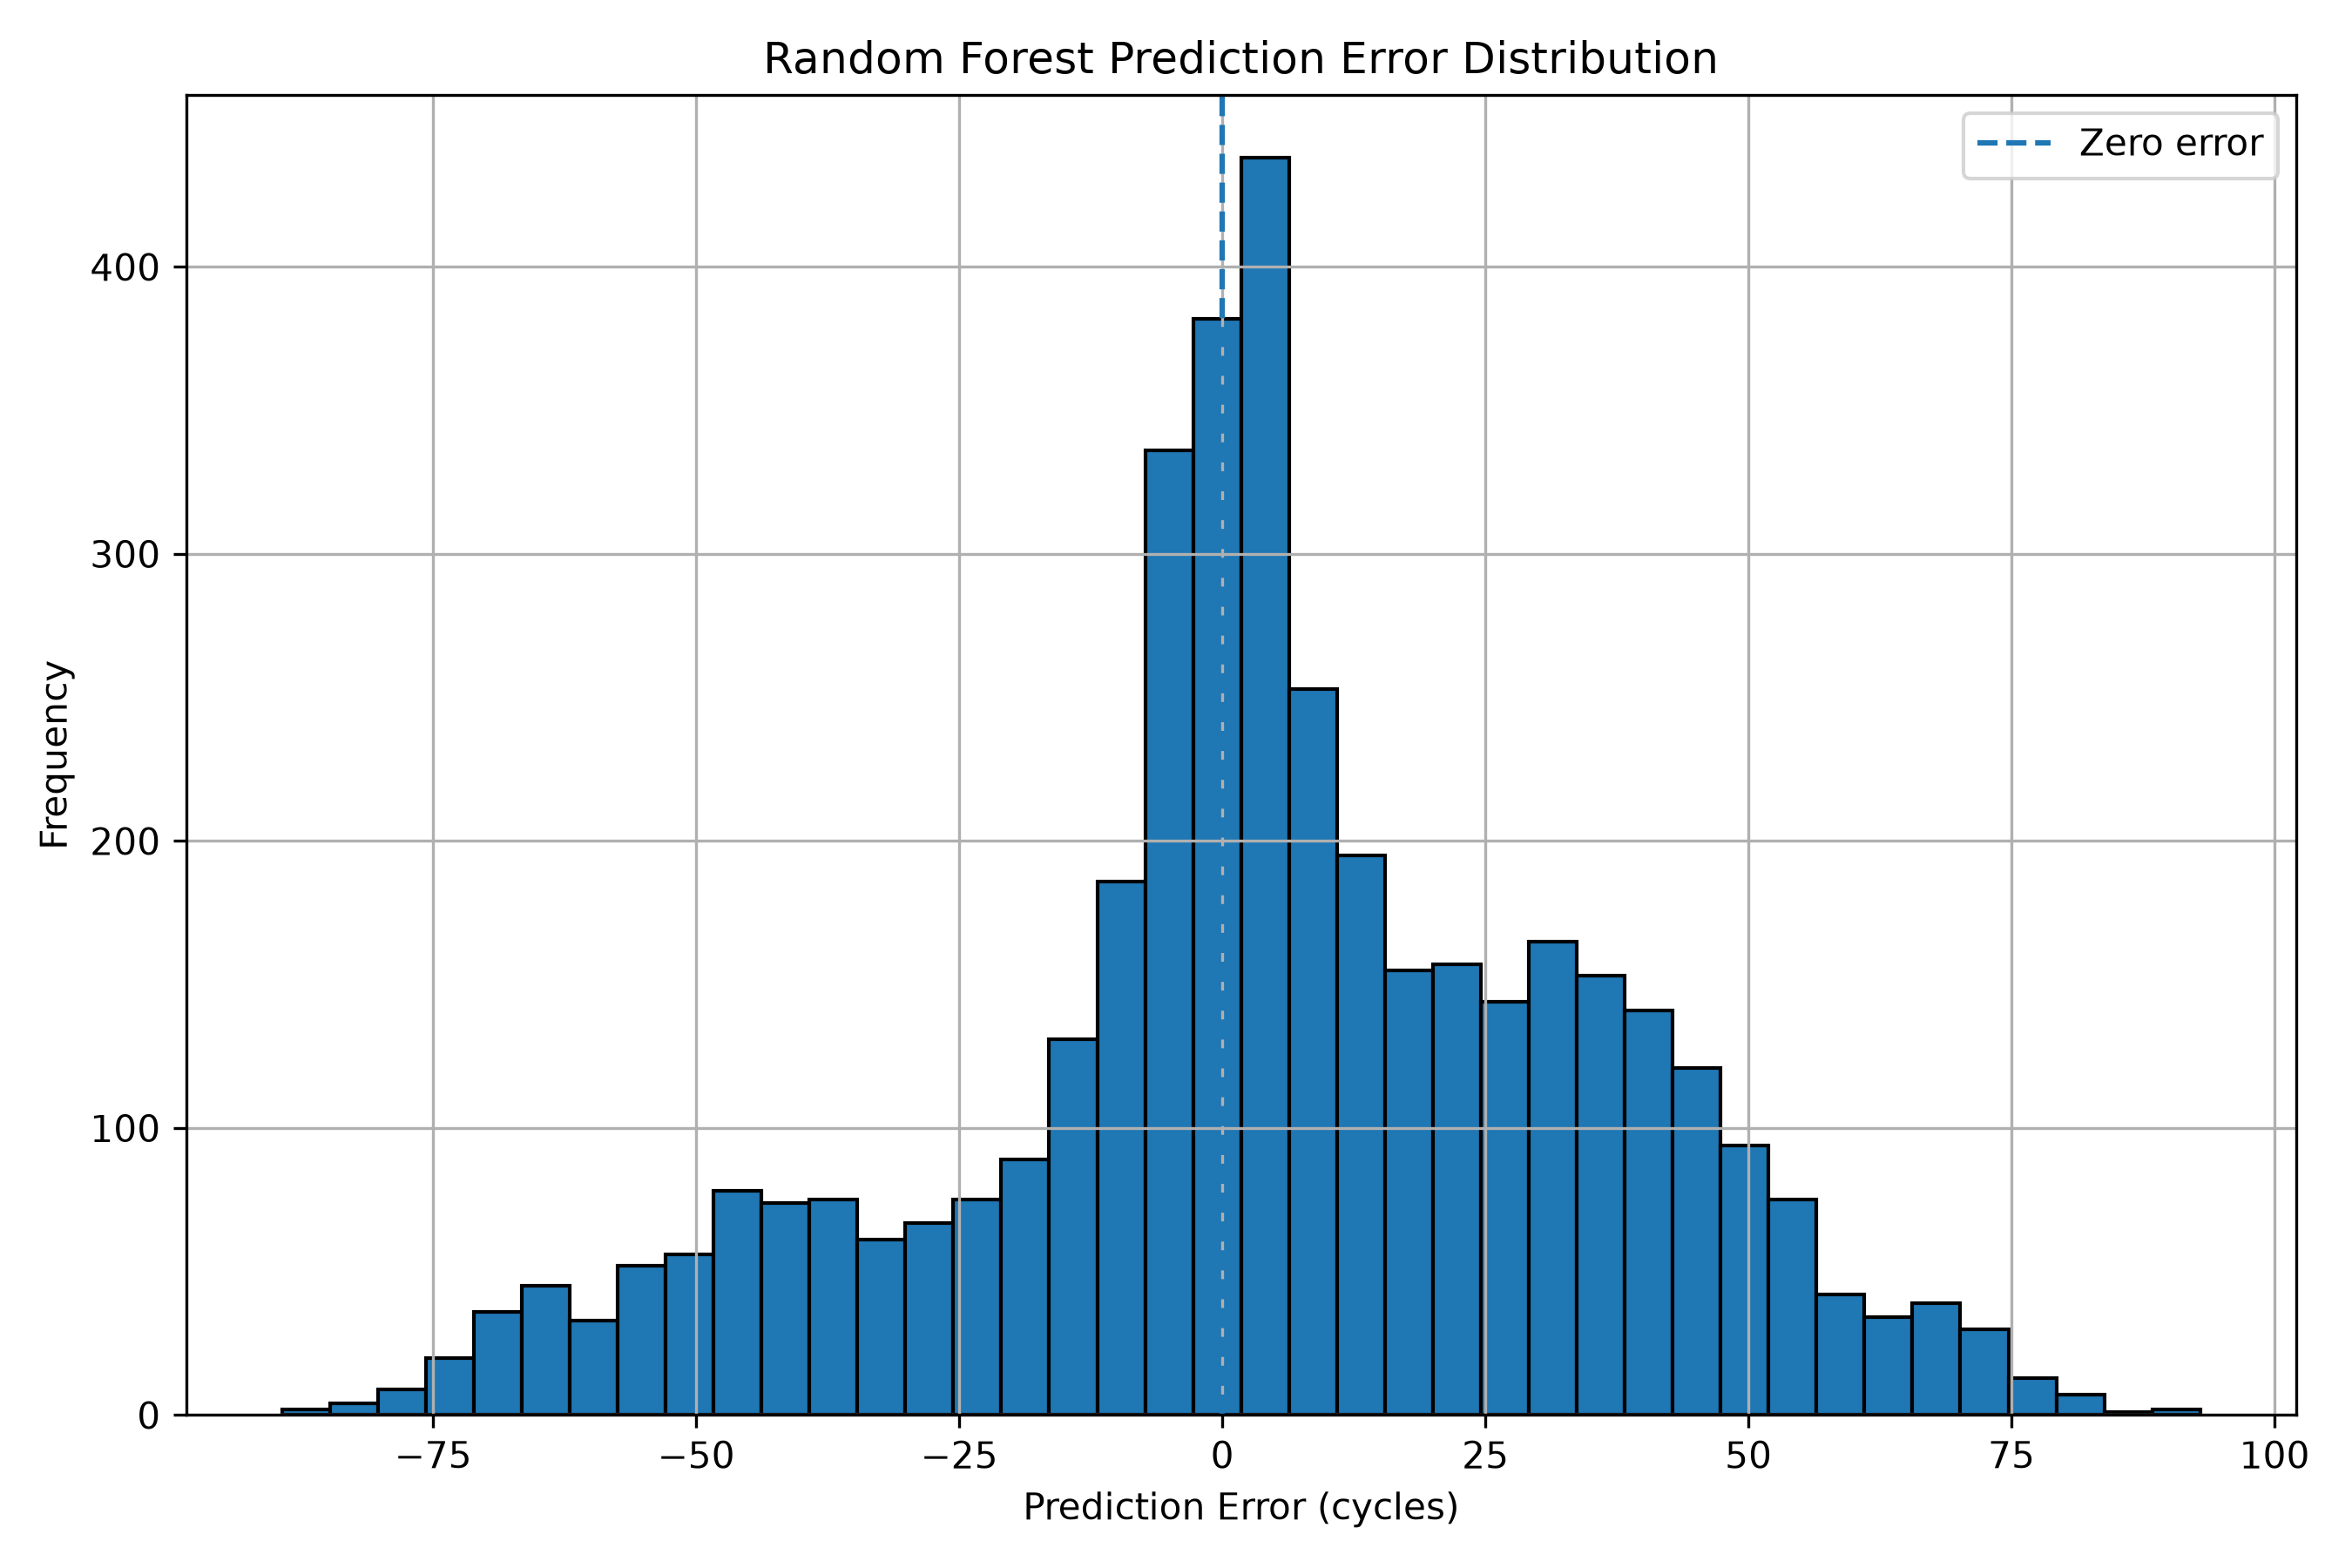 Random Forest Prediction Error Distribution
Zero error
Frequency
400
300
200
100
0
−75 −50 −25 0 25 50 75 100
Prediction Error (cycles)